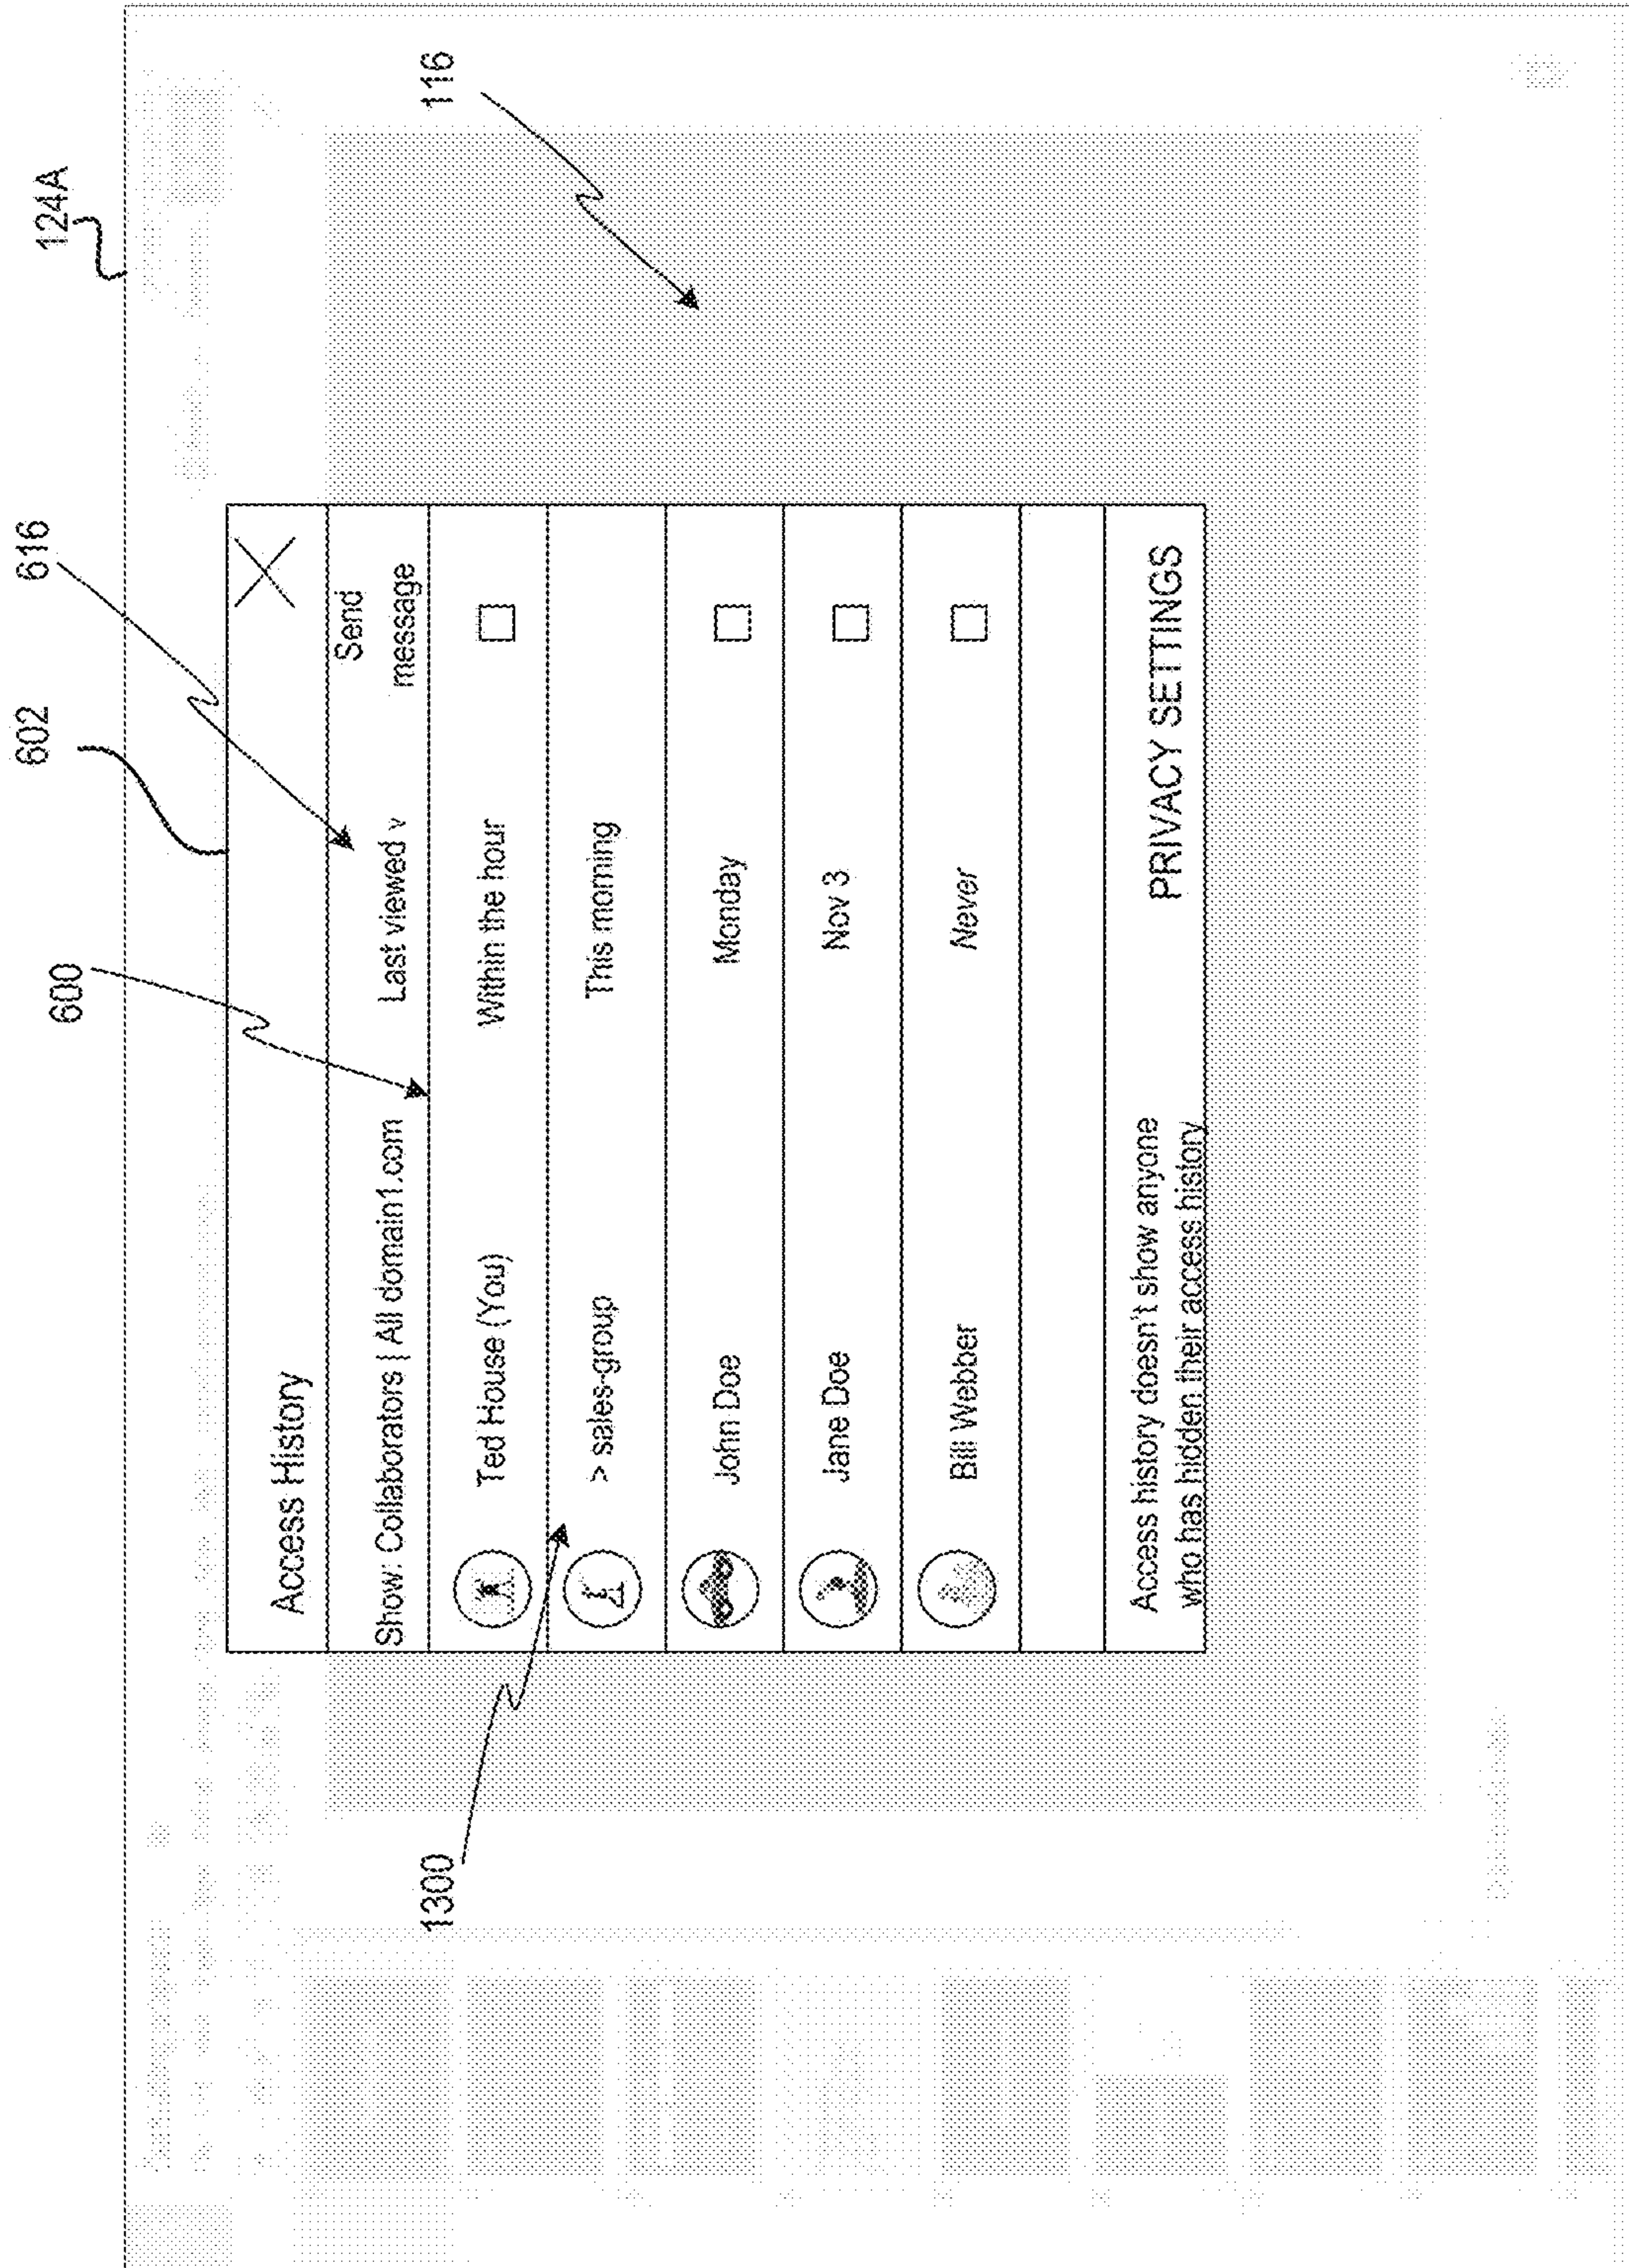 124A
616
602
600
116
1300
Access History
Show: Collaborators | All domain1.com
Last viewed v
Send
message
Ted House (You)
Within the hour
> sales-group
This morning
John Doe
Monday
Jane Doe
Nov 3
Bill Webber
Never
Access history doesn't show anyone
who has hidden their access history
PRIVACY SETTINGS